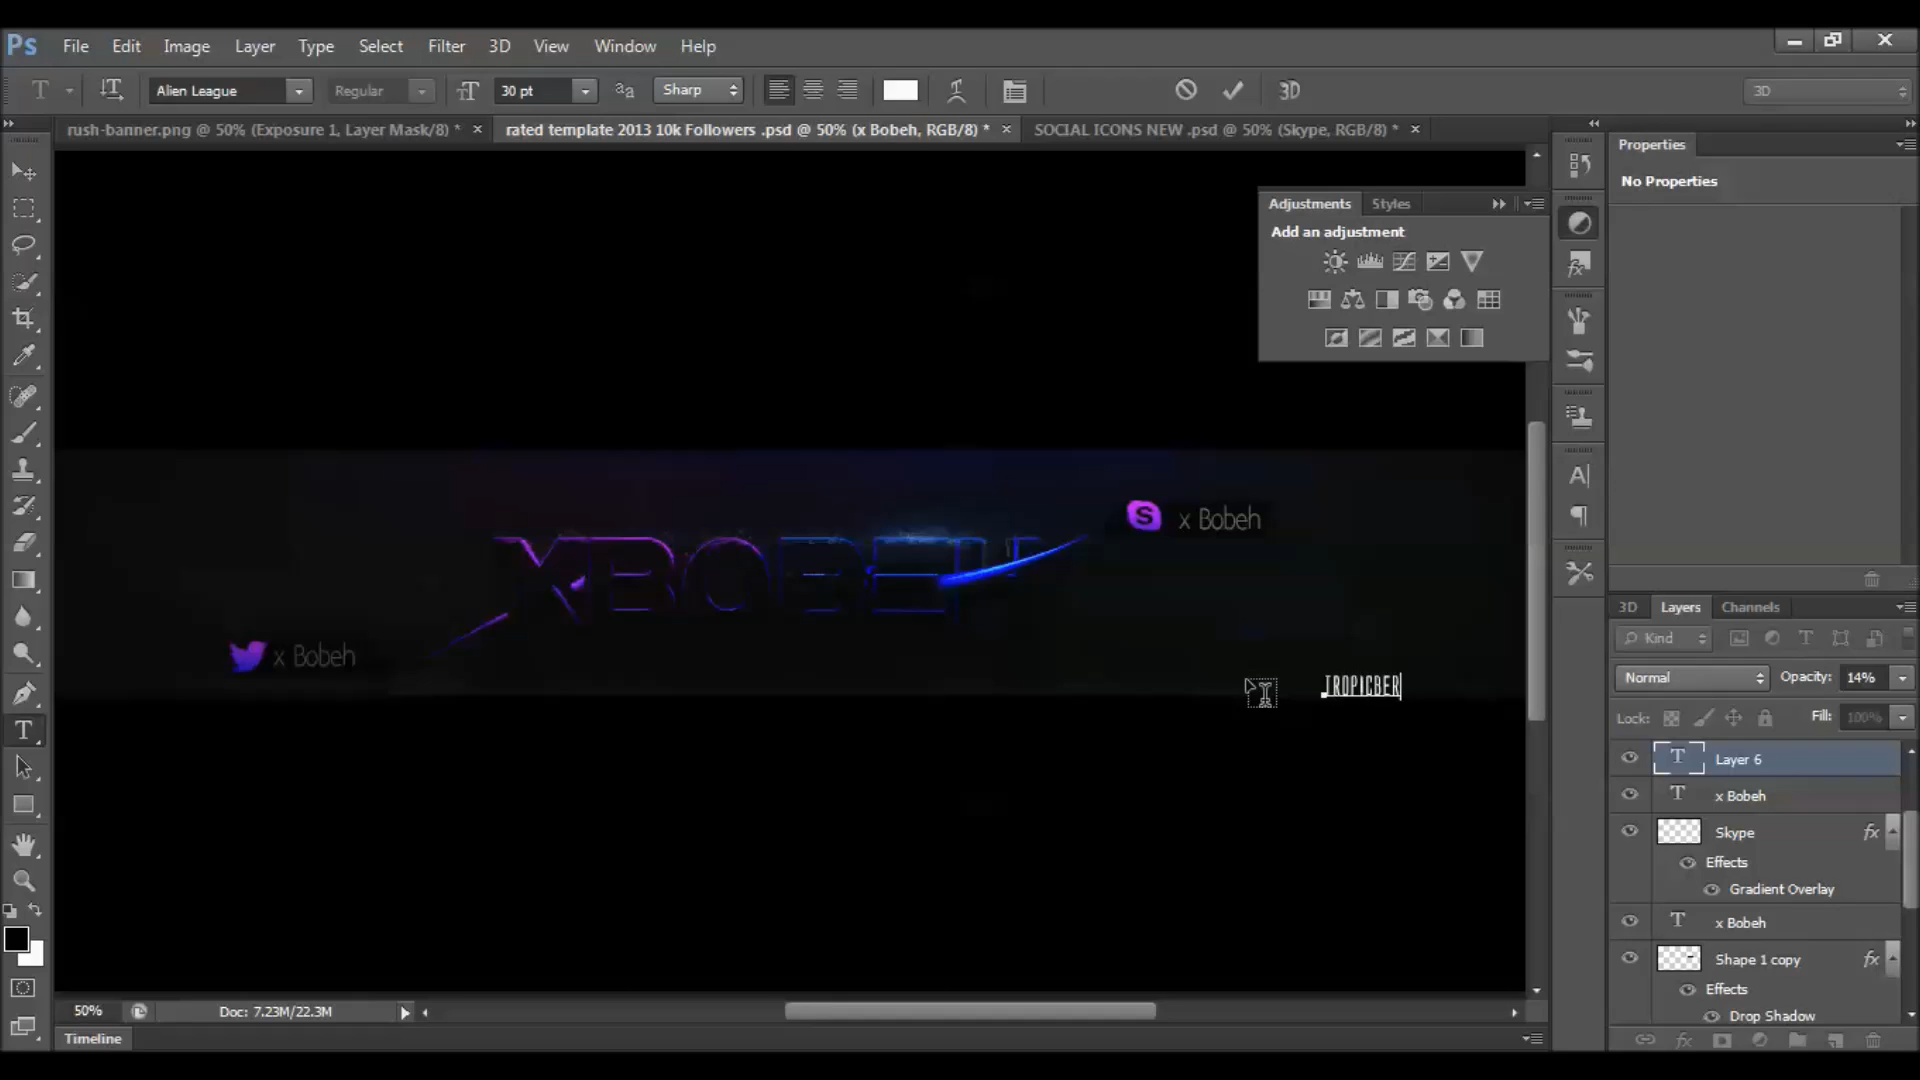 Ps File Edit Image Layer Type Select Filter 3D View Window Help
T Alien League Regular 30 pt Sharp 3D 3D
rush-banner.png @ 50% (Exposure 1, Layer Mask/8) * × rated template 2013 10k Followers .psd @ 50% (x Bobeh, RGB/8) * × SOCIAL ICONS NEW .psd @ 50% (Skype, RGB/8) * ×
Properties
No Properties
Adjustments Styles
Add an adjustment
XBOBEH
x Bobeh
x Bobeh
TROPICBER
3D Layers Channels
Kind
Normal Opacity: 14%
Lock: Fill: 100%
Layer 6
x Bobeh
Skype fx
Effects
Gradient Overlay
x Bobeh
Shape 1 copy fx
Effects
Drop Shadow
50% Doc: 7.23M/22.3M
Timeline